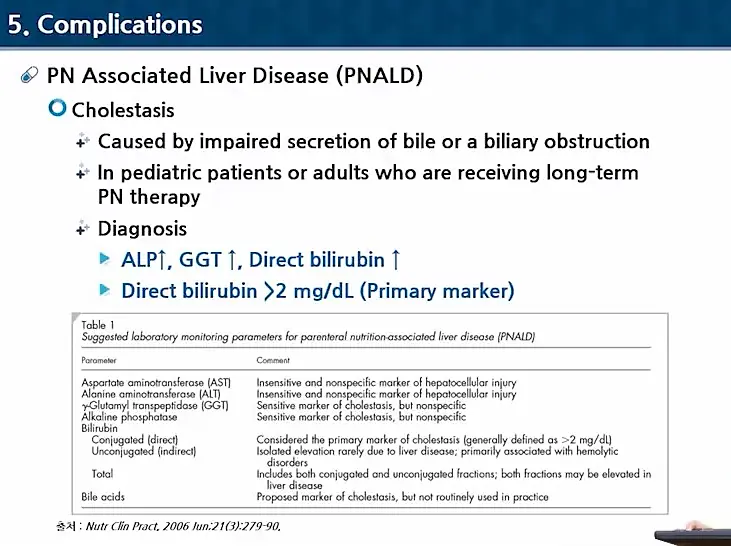 5. Complications
PN Associated Liver Disease (PNALD)
Cholestasis
Caused by impaired secretion of bile or a biliary obstruction
In pediatric patients or adults who are receiving long-term
PN therapy
Diagnosis
ALP↑, GGT ↑, Direct bilirubin ↑
Direct bilirubin >2 mg/dL (Primary marker)
Table 1
Suggested laboratory monitoring parameters for parenteral nutrition-associated liver disease (PNALD)
Parameter Comment
Aspartate aminotransferase (AST) Insensitive and nonspecific marker of hepatocellular injury
Alanine aminotransferase (ALT) Insensitive and nonspecific marker of hepatocellular injury
γ-Glutamyl transpeptidase (GGT) Sensitive marker of cholestasis, but nonspecific
Alkaline phosphatase Sensitive marker of cholestasis, but nonspecific
Bilirubin
Conjugated (direct) Considered the primary marker of cholestasis (generally defined as >2 mg/dL)
Unconjugated (indirect) Isolated elevation rarely due to liver disease; primarily associated with hemolytic
disorders
Total Includes both conjugated and unconjugated fractions; both fractions may be elevated in
liver disease
Bile acids Proposed marker of cholestasis, but not routinely used in practice
출처 : Nutr Clin Pract. 2006 Jun;21(3):279-90.